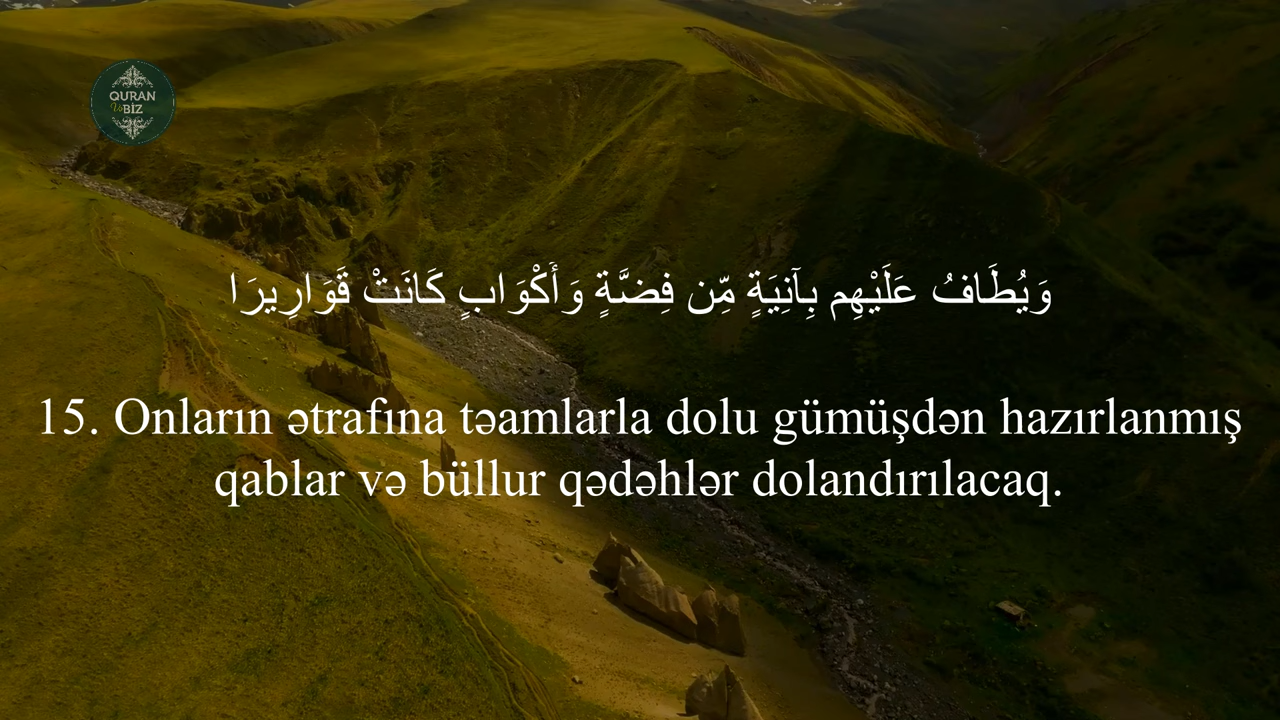 QURAN
Və BİZ
وَيُطَافُ عَلَيْهِم بِآنِيَةٍ مِّن فِضَّةٍ وَأَكْوَابٍ كَانَتْ قَوَارِيرَا
15. Onların ətrafına təamlarla dolu gümüşdən hazırlanmış
qablar və büllur qədəhlər dolandırılacaq.